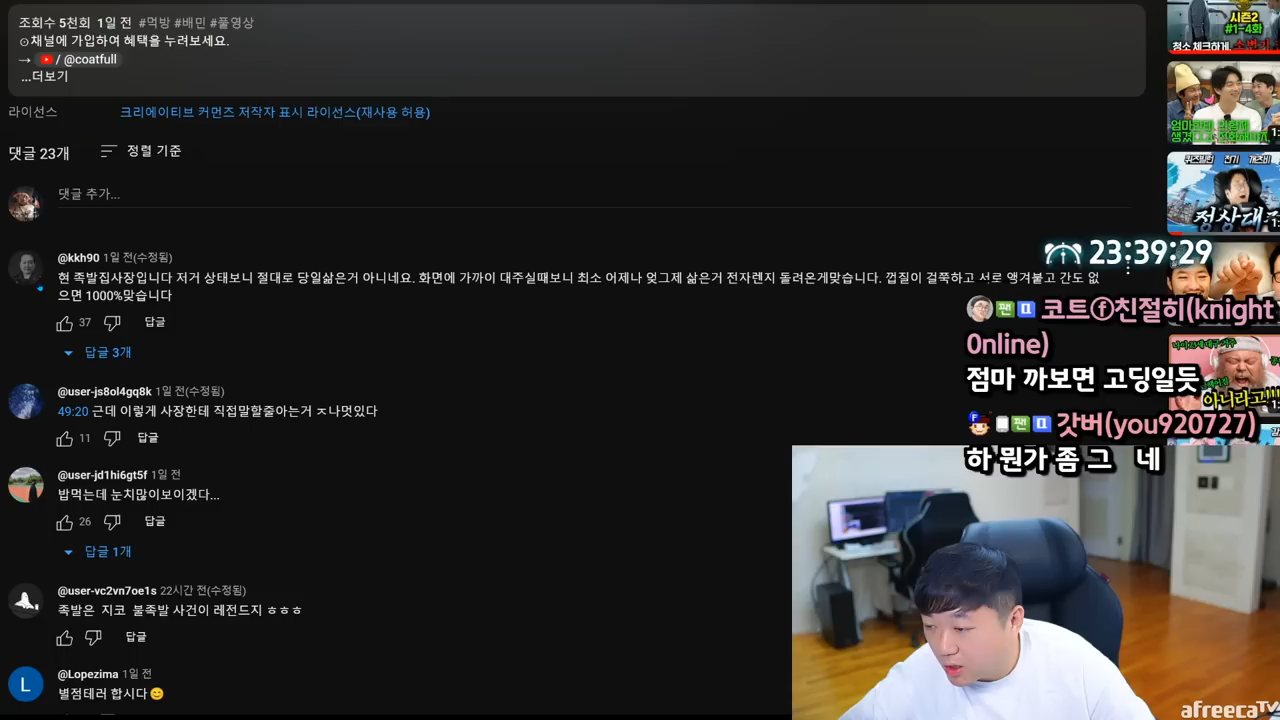 조회수 5천회 1일 전 #먹방 #배민 #풀영상
⊙채널에 가입하여 혜택을 누려보세요.
→ / @coatfull
...더보기
라이선스 크리에이티브 커먼즈 저작자 표시 라이선스(재사용 허용)
댓글 23개 정렬 기준
댓글 추가...
@kkh90 1일 전(수정됨)
현 족발집사장입니다 저거 상태보니 절대로 당일삶은거 아니네요. 화면에 가까이 대주실때보니 최소 어제나 엊그제 삶은거 전자렌지 돌려온게맞습니다. 껍질이 걸쭉하고 서로 앵겨붙고 간도 없
으면 1000%맞습니다
37 답글
답글 3개
@user-js8ol4gq8k 1일 전(수정됨)
49:20 근데 이렇게 사장한테 직접말할줄아는거 ㅈ나멋있다
11 답글
@user-jd1hi6gt5f 1일 전
밥먹는데 눈치많이보이겠다...
26 답글
답글 1개
@user-vc2vn7oe1s 22시간 전(수정됨)
족발은 지코 불족발 사건이 레전드지 ㅎㅎㅎ
답글
L @Lopezima 1일 전
별점테러 합시다😊
시즌2
#1-4화
청소 체크하게,
정상대
23:39:29
팬 코트ⓕ친절히(knight
0nline)
점마 까보면 고딩일듯
아니라고!!!
F 팬 갓버(you920727)
하 뭔가 좀 그 네
afreecaTV